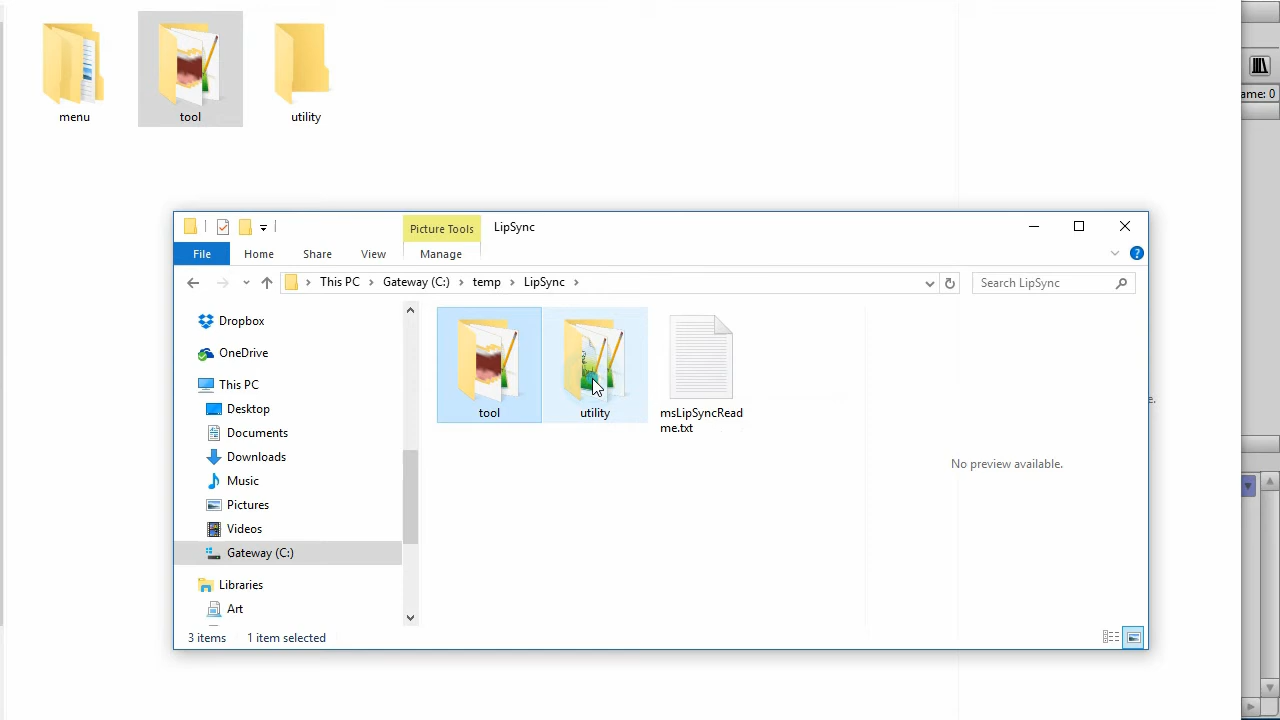 menu
tool
utility
ame: 0
Picture Tools
LipSync
File
Home
Share
View
Manage
This PC
Gateway (C:)
temp
LipSync
Search LipSync
Dropbox
OneDrive
This PC
Desktop
Documents
Downloads
Music
Pictures
Videos
Gateway (C:)
Libraries
Art
tool
utility
msLipSyncRead
me.txt
No preview available.
e.
3 items
1 item selected